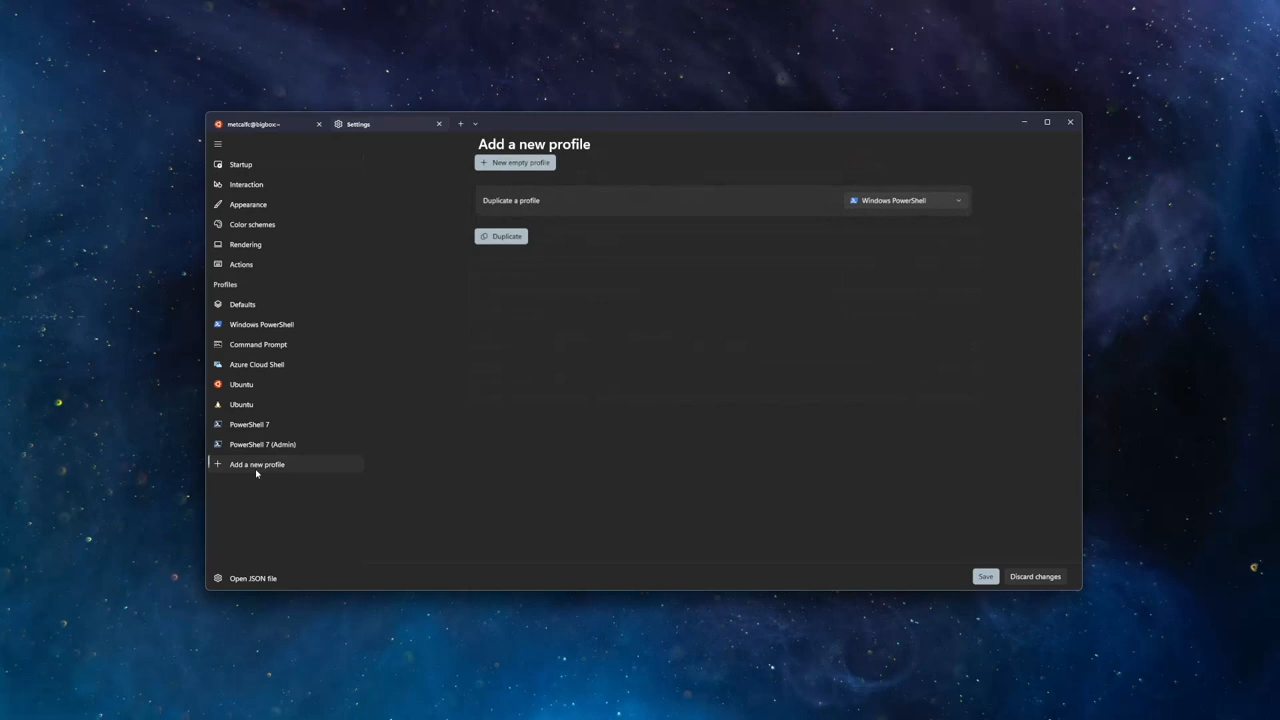 metcalfc@bigbox:~
Settings
Add a new profile
New empty profile
Duplicate a profile
Windows PowerShell
Duplicate
Startup
Interaction
Appearance
Color schemes
Rendering
Actions
Profiles
Defaults
Windows PowerShell
Command Prompt
Azure Cloud Shell
Ubuntu
Ubuntu
PowerShell 7
PowerShell 7 (Admin)
Add a new profile
Open JSON file
Save
Discard changes